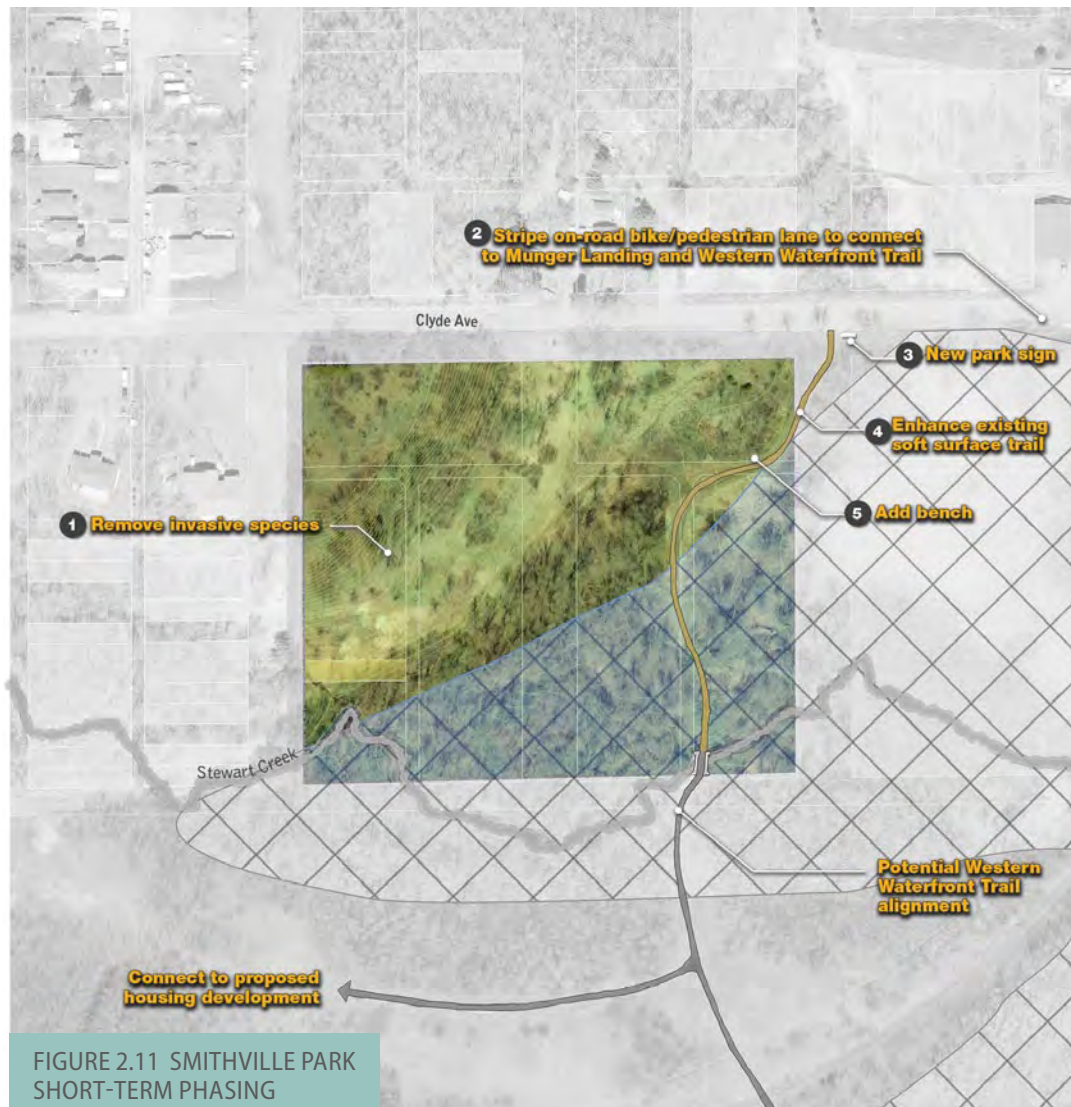 2 Stripe on-road bike/pedestrian lane to connect
to Munger Landing and Western Waterfront Trail
Clyde Ave
3 New park sign
4 Enhance existing
soft surface trail
5 Add bench
1 Remove invasive species
Stewart Creek
Potential Western
Waterfront Trail
alignment
Connect to proposed
housing development
FIGURE 2.11 SMITHVILLE PARK
SHORT-TERM PHASING